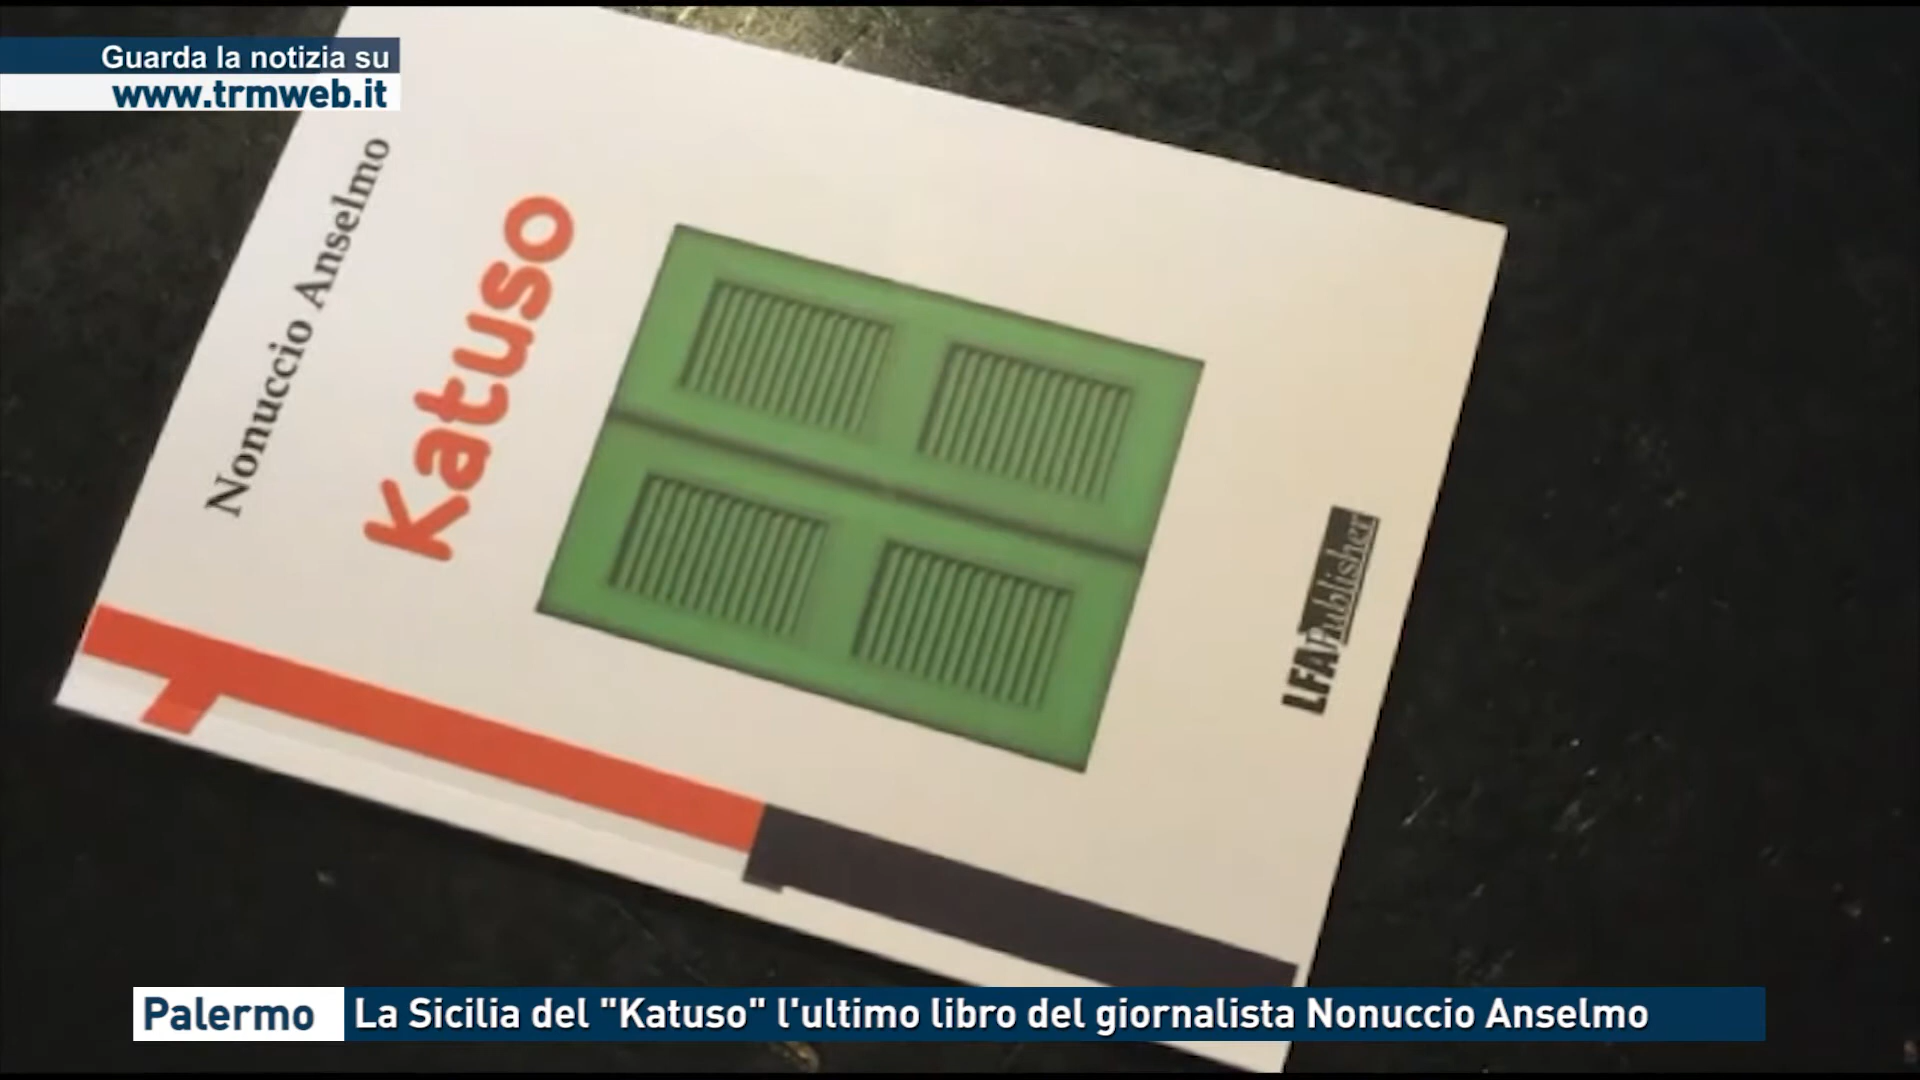 Guarda la notizia su
www.trmweb.it
Nonuccio Anselmo
Katuso
LFA Publisher
Palermo
La Sicilia del "Katuso" l'ultimo libro del giornalista Nonuccio Anselmo